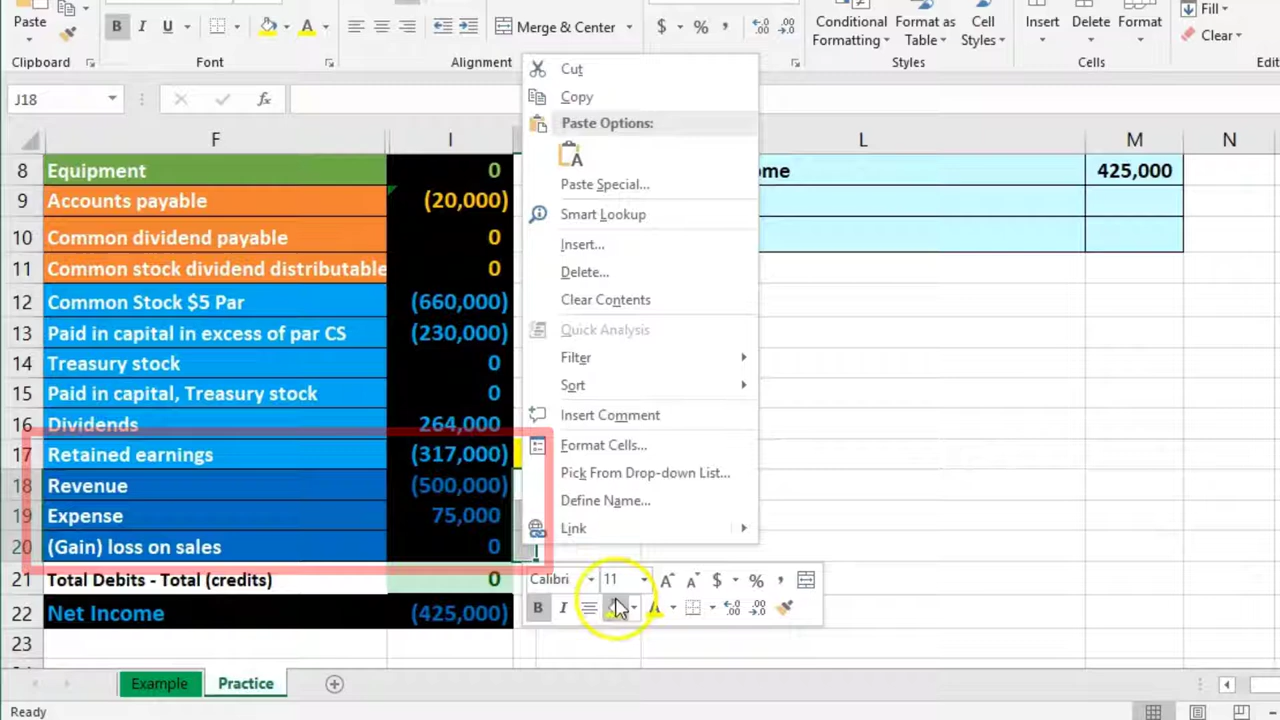 Paste
B I U
Merge & Center
$ % ,
Conditional Formatting
Format as Table
Cell Styles
Insert
Delete
Format
Fill
Clear
Clipboard
Font
Alignment
Styles
Cells
J18
fx
F I L M N
8 Equipment 0
9 Accounts payable (20,000)
10 Common dividend payable 0
11 Common stock dividend distributable 0
12 Common Stock $5 Par (660,000)
13 Paid in capital in excess of par CS (230,000)
14 Treasury stock 0
15 Paid in capital, Treasury stock 0
16 Dividends 264,000
17 Retained earnings (317,000)
18 Revenue (500,000)
19 Expense 75,000
20 (Gain) loss on sales 0
21 Total Debits - Total (credits) 0
22 Net Income (425,000)
23
425,000
Cut
Copy
Paste Options:
Paste Special...
Smart Lookup
Insert...
Delete...
Clear Contents
Quick Analysis
Filter
Sort
Insert Comment
Format Cells...
Pick From Drop-down List...
Define Name...
Link
Calibri 11 A A $ % ,
B I A
Example
Practice
Ready